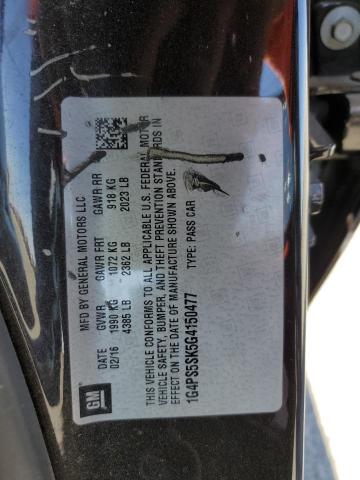 MFD BY GENERAL MOTORS LLC
02/16 GVWR GAWR FRT GAWR RR
1990 KG 1072 KG 918 KG
4385 LB 2362 LB 2023 LB
THIS VEHICLE CONFORMS TO ALL APPLICABLE U.S. FEDERAL MOTOR
VEHICLE SAFETY, BUMPER, AND THEFT PREVENTION STANDARDS IN
EFFECT ON THE DATE OF MANUFACTURE SHOWN ABOVE.
1G4PS5SK5G4150477 TYPE: PASS CAR
GM